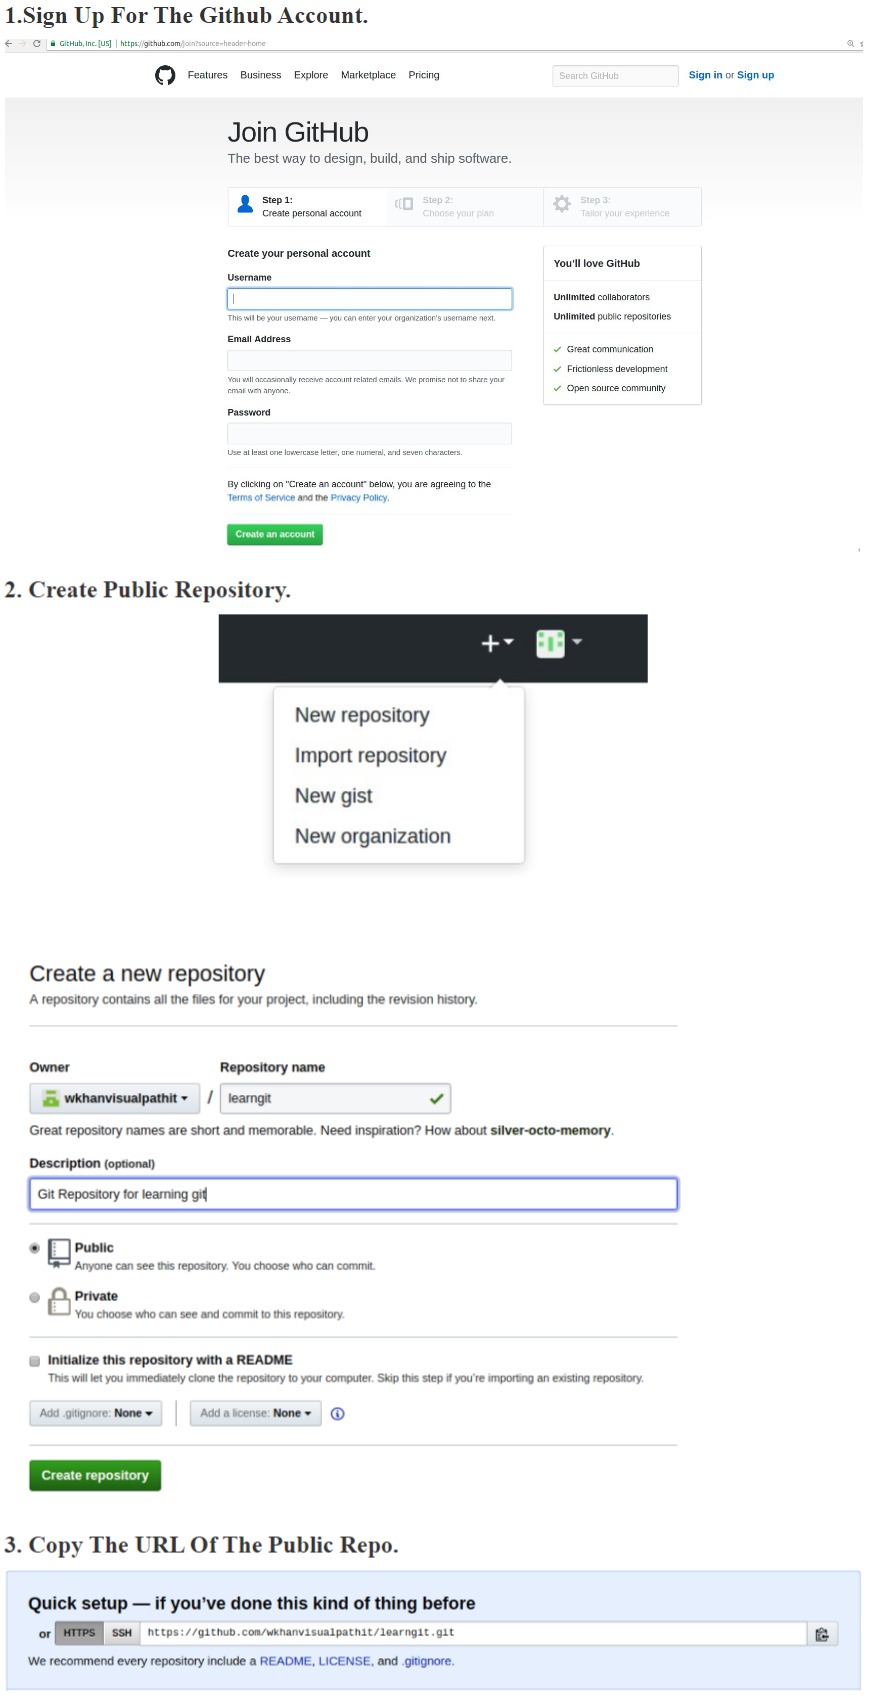 1.Sign Up For The Github Account.
GitHub, Inc. [US] | https://github.com/join?source=header-home
Features Business Explore Marketplace Pricing Search GitHub Sign in or Sign up
Join GitHub
The best way to design, build, and ship software.
Step 1:
Create personal account
Step 2:
Choose your plan
Step 3:
Tailor your experience
Create your personal account
Username
This will be your username — you can enter your organization's username next.
Email Address
You will occasionally receive account related emails. We promise not to share your
email with anyone.
Password
Use at least one lowercase letter, one numeral, and seven characters.
By clicking on "Create an account" below, you are agreeing to the
Terms of Service and the Privacy Policy.
Create an account
You'll love GitHub
Unlimited collaborators
Unlimited public repositories
Great communication
Frictionless development
Open source community
2. Create Public Repository.
New repository
Import repository
New gist
New organization
Create a new repository
A repository contains all the files for your project, including the revision history.
Owner Repository name
wkhanvisualpathit / learngit
Great repository names are short and memorable. Need inspiration? How about silver-octo-memory.
Description (optional)
Git Repository for learning git
Public
Anyone can see this repository. You choose who can commit.
Private
You choose who can see and commit to this repository.
Initialize this repository with a README
This will let you immediately clone the repository to your computer. Skip this step if you're importing an existing repository.
Add .gitignore: None Add a license: None
Create repository
3. Copy The URL Of The Public Repo.
Quick setup — if you've done this kind of thing before
or HTTPS SSH https://github.com/wkhanvisualpathit/learngit.git
We recommend every repository include a README, LICENSE, and .gitignore.